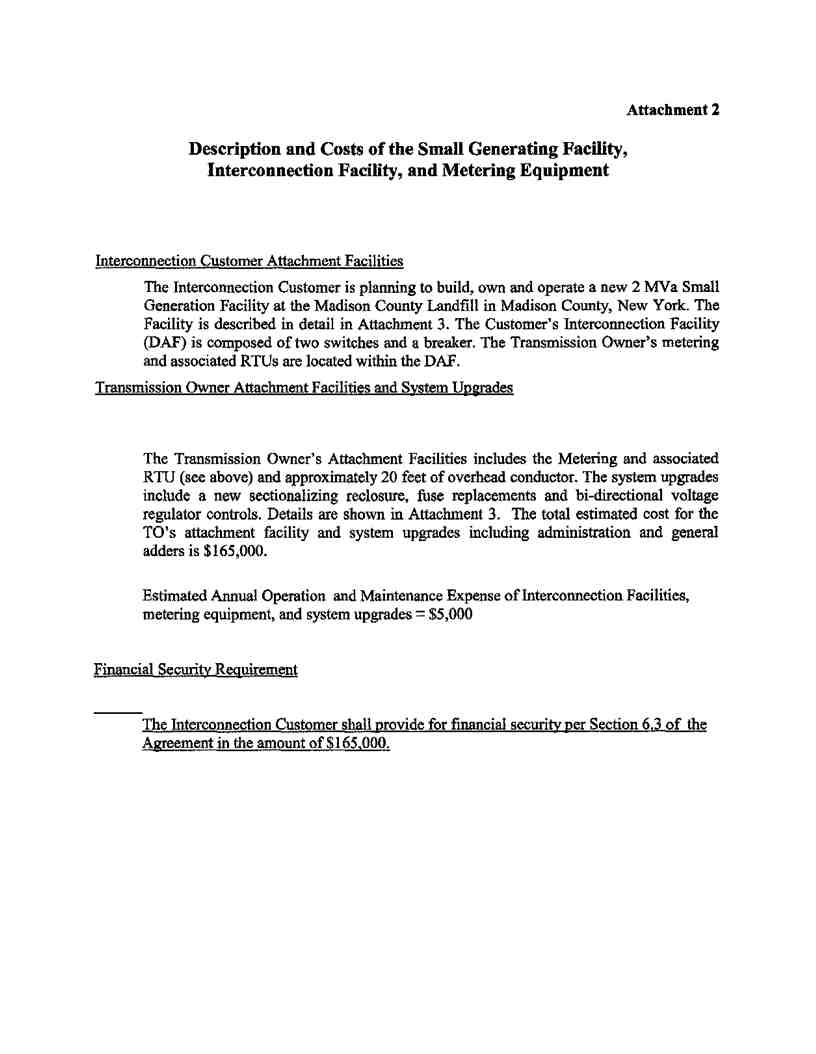 Attachment 2
Description and Costs of the Small Generating Facility,
Interconnection Facility, and Metering Equipment
Interconnection Customer Attachment Facilities
The Interconnection Customer is planning to build, own and operate a new 2 MVa Small
Generation Facility at the Madison County Landfill in Madison County, New York. The
Facility is described in detail in Attachment 3. The Customer's Interconnection Facility
(DAF) is composed of two switches and a breaker. The Transmission Owner's metering
and associated RTUs are located within the DAF.
Transmission Owner Attachment Facilities and System Upgrades
The Transmission Owner's Attachment Facilities includes the Metering and associated
RTU (see above) and approximately 20 feet of overhead conductor. The system upgrades
include a new sectionalizing reclosure, fuse replacements and bi-directional voltage
regulator controls. Details are shown in Attachment 3. The total estimated cost for the
TO's attachment facility and system upgrades including administration and general
adders is $165,000.
Estimated Annual Operation and Maintenance Expense of Interconnection Facilities,
metering equipment, and system upgrades = $5,000
Financial Security Requirement
The Interconnection Customer shall provide for financial security per Section 6.3 of the
Agreement in the amount of $165,000.